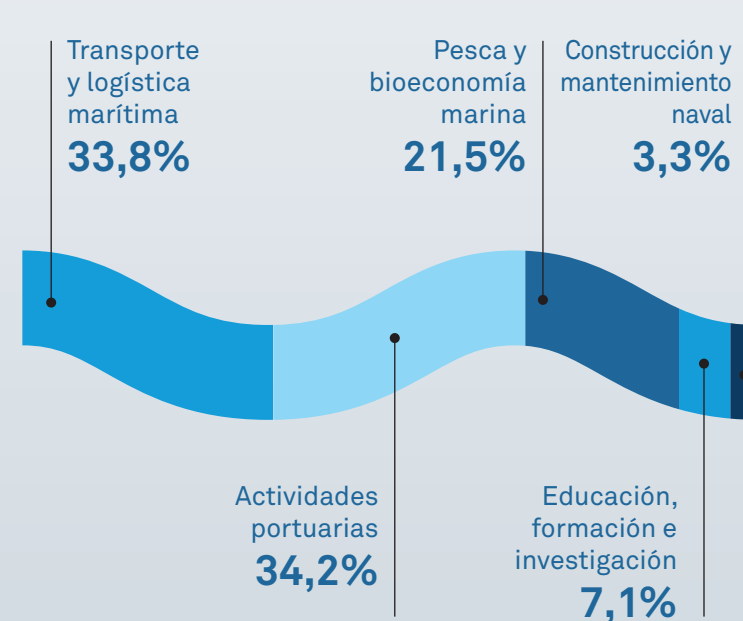 Transporte
y logística
marítima
33,8%
Pesca y
bioeconomía
marina
21,5%
Construcción y
mantenimiento
naval
3,3%
Actividades
portuarias
34,2%
Educación,
formación e
investigación
7,1%